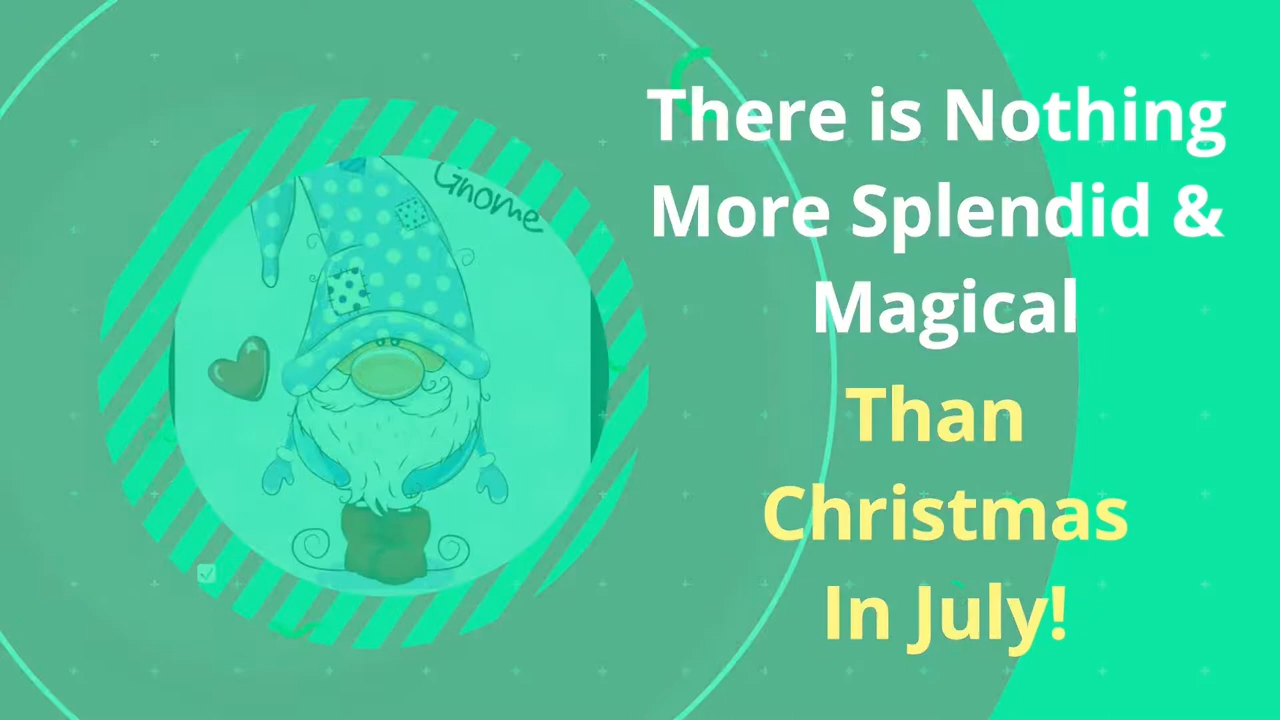 Gnome
There is Nothing
More Splendid &
Magical
Than
Christmas
In July!